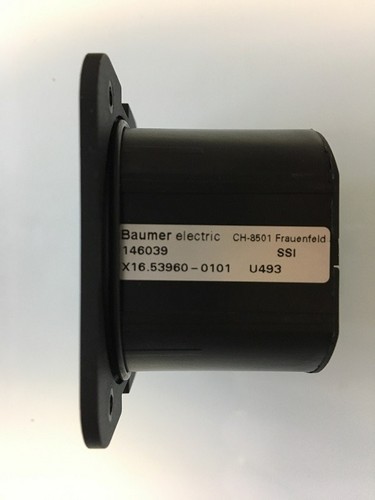 Baumer electric CH-8501 Frauenfeld
146039 SSI
X16.53960-0101 U493